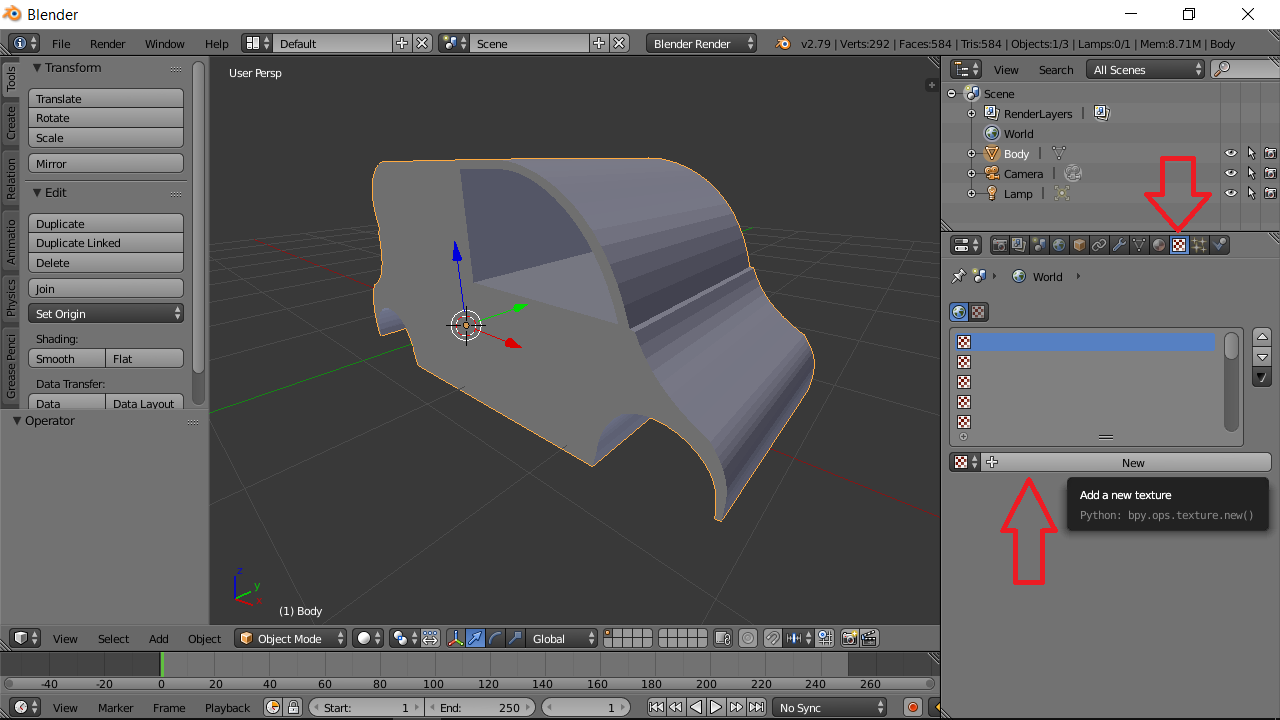 Blender
File Render Window Help Default Scene Blender Render v2.79 | Verts:292 | Faces:584 | Tris:584 | Objects:1/3 | Lamps:0/1 | Mem:8.71M | Body
Tools
Create
Relation
Animatio
Physics
Grease Penci
Transform
Translate
Rotate
Scale
Mirror
Edit
Duplicate
Duplicate Linked
Delete
Join
Set Origin
Shading:
Smooth Flat
Data Transfer:
Data Data Layout
Operator
User Persp
z
y
x
(1) Body
View Select Add Object Object Mode Global
View Search All Scenes
Scene
RenderLayers
World
Body
Camera
Lamp
World
New
Add a new texture
Python: bpy.ops.texture.new()
-40 -20 0 20 40 60 80 100 120 140 160 180 200 220 240 260
View Marker Frame Playback Start: 1 End: 250 1 No Sync